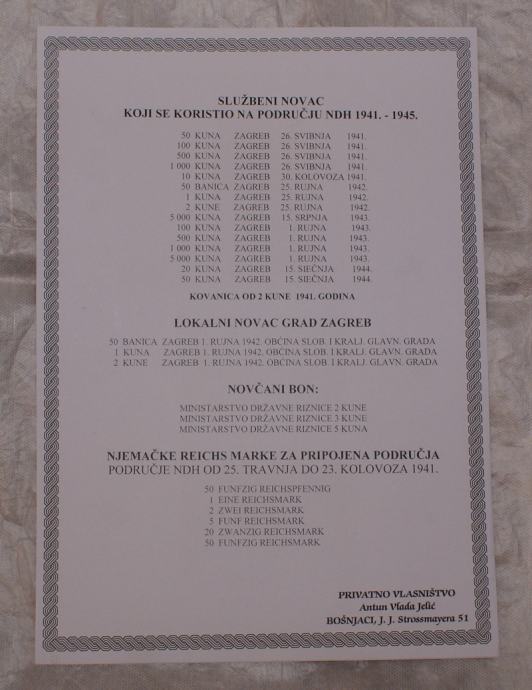 SLUŽBENI NOVAC
KOJI SE KORISTIO NA PODRUČJU NDH 1941. - 1945.
50 KUNA ZAGREB 26. SVIBNJA 1941.
100 KUNA ZAGREB 26. SVIBNJA 1941.
500 KUNA ZAGREB 26. SVIBNJA 1941.
1 000 KUNA ZAGREB 26. SVIBNJA 1941.
10 KUNA ZAGREB 30. KOLOVOZA 1941.
50 BANICA ZAGREB 25. RUJNA 1942.
1 KUNA ZAGREB 25. RUJNA 1942.
2 KUNE ZAGREB 25. RUJNA 1942.
5 000 KUNA ZAGREB 15. SRPNJA 1943.
100 KUNA ZAGREB 1. RUJNA 1943.
500 KUNA ZAGREB 1. RUJNA 1943.
1 000 KUNA ZAGREB 1. RUJNA 1943.
5 000 KUNA ZAGREB 1. RUJNA 1943.
20 KUNA ZAGREB 15. SIEČNJA 1944.
50 KUNA ZAGREB 15. SIEČNJA 1944.
KOVANICA OD 2 KUNE 1941. GODINA
LOKALNI NOVAC GRAD ZAGREB
50 BANICA ZAGREB 1. RUJNA 1942. OBĆINA SLOB. I KRALJ. GLAVN. GRADA
1 KUNA ZAGREB 1. RUJNA 1942. OBĆINA SLOB. I KRALJ. GLAVN. GRADA
2 KUNE ZAGREB 1. RUJNA 1942. OBĆINA SLOB. I KRALJ. GLAVN. GRADA
NOVČANI BON:
MINISTARSTVO DRŽAVNE RIZNICE 2 KUNE
MINISTARSTVO DRŽAVNE RIZNICE 3 KUNE
MINISTARSTVO DRŽAVNE RIZNICE 5 KUNA
NJEMAČKE REICHS MARKE ZA PRIPOJENA PODRUČJA
PODRUČJE NDH OD 25. TRAVNJA DO 23. KOLOVOZA 1941.
50 FUNFZIG REICHSPFENNIG
1 EINE REICHSMARK
2 ZWEI REICHSMARK
5 FUNF REICHSMARK
20 ZWANZIG REICHSMARK
50 FUNFZIG REICHSMARK
PRIVATNO VLASNIŠTVO
Antun Vlada Jelić
BOŠNJACI, J. J. Strossmayera 51